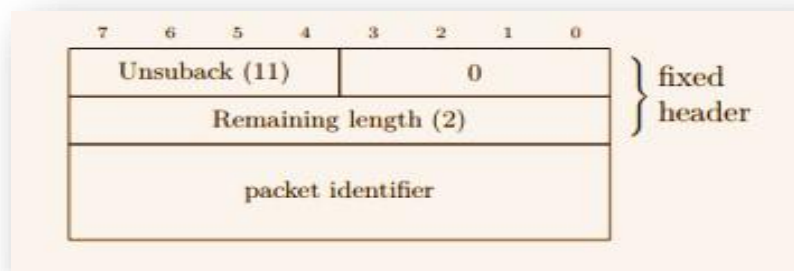 7 6 5 4 3 2 1 0
Unsuback (11) 0
fixed
header
Remaining length (2)
packet identifier